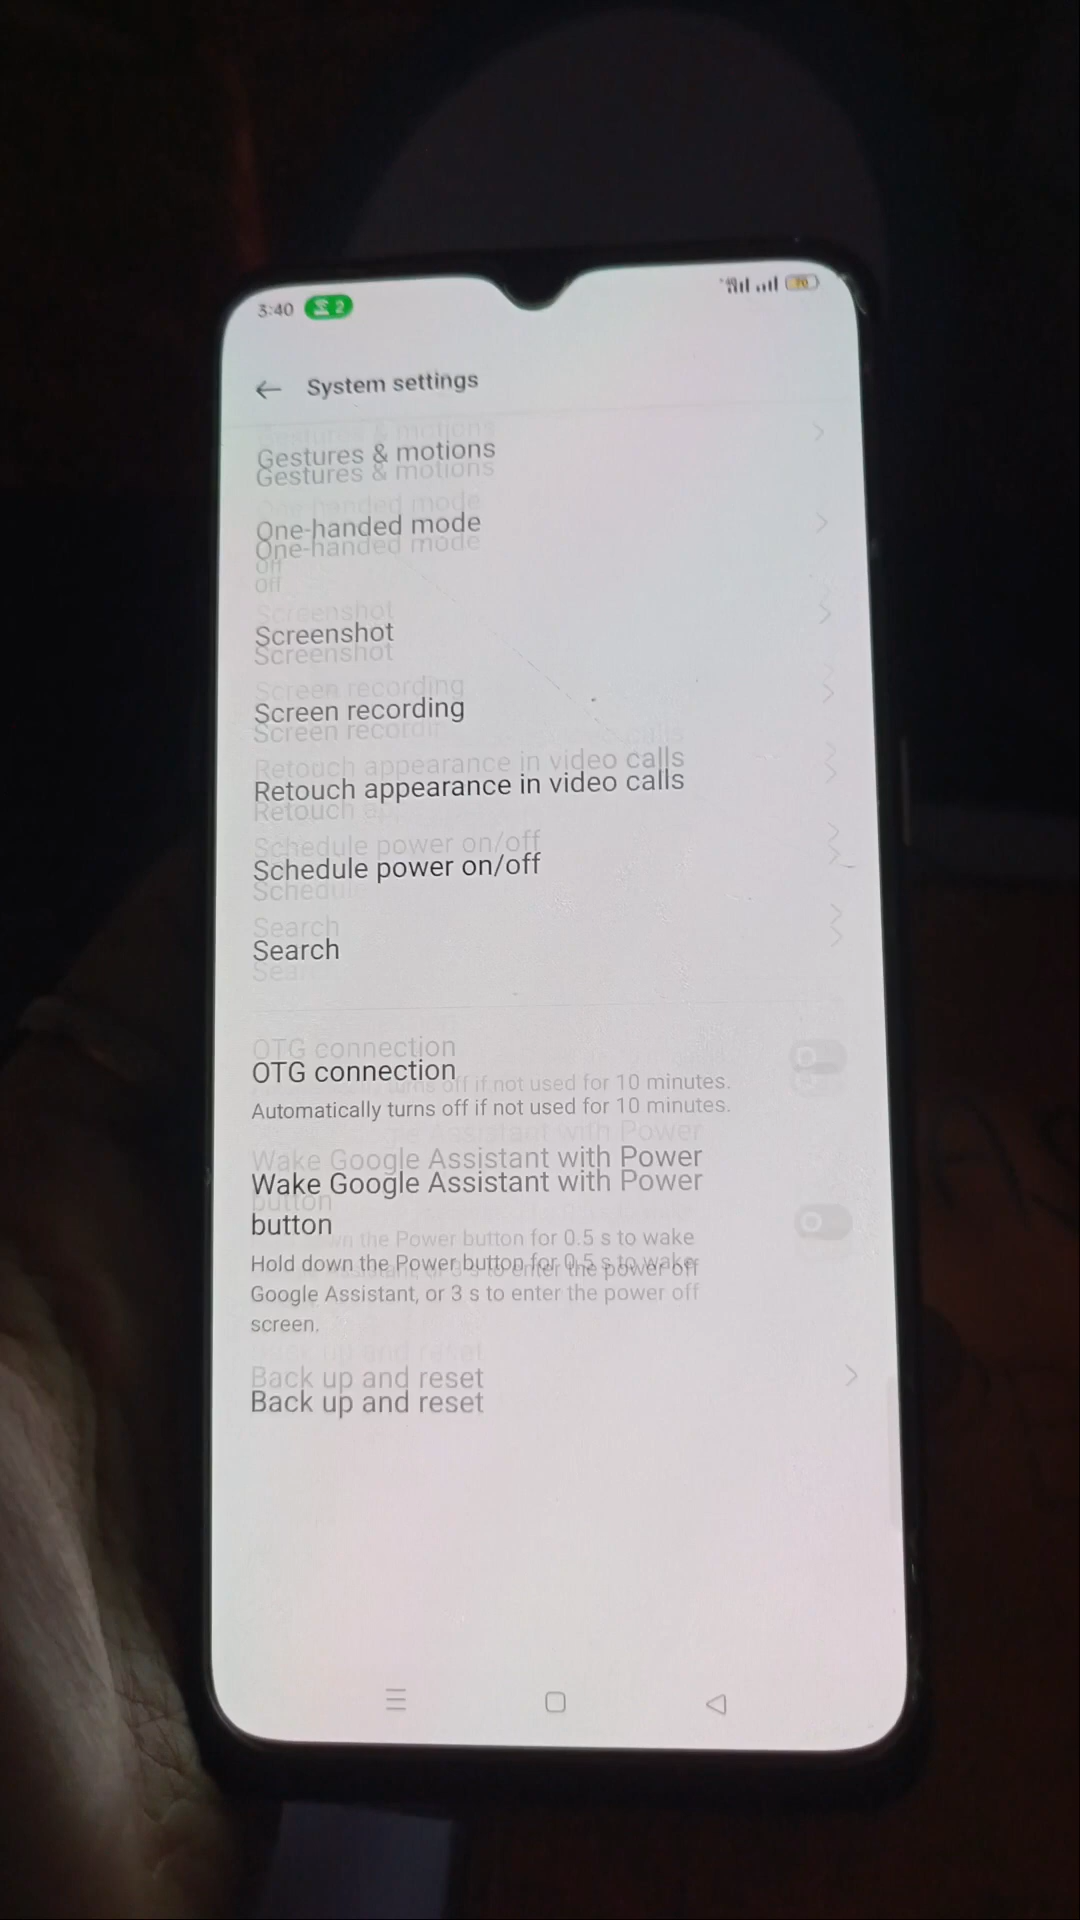 3:40 2 4G 70
System settings
Gestures & motions
One-handed mode
Off
Screenshot
Screen recording
Retouch appearance in video calls
Schedule power on/off
Search
OTG connection
Automatically turns off if not used for 10 minutes.
Wake Google Assistant with Power
button
Hold down the Power button for 0.5 s to wake
Google Assistant, or 3 s to enter the power off
screen.
Back up and reset